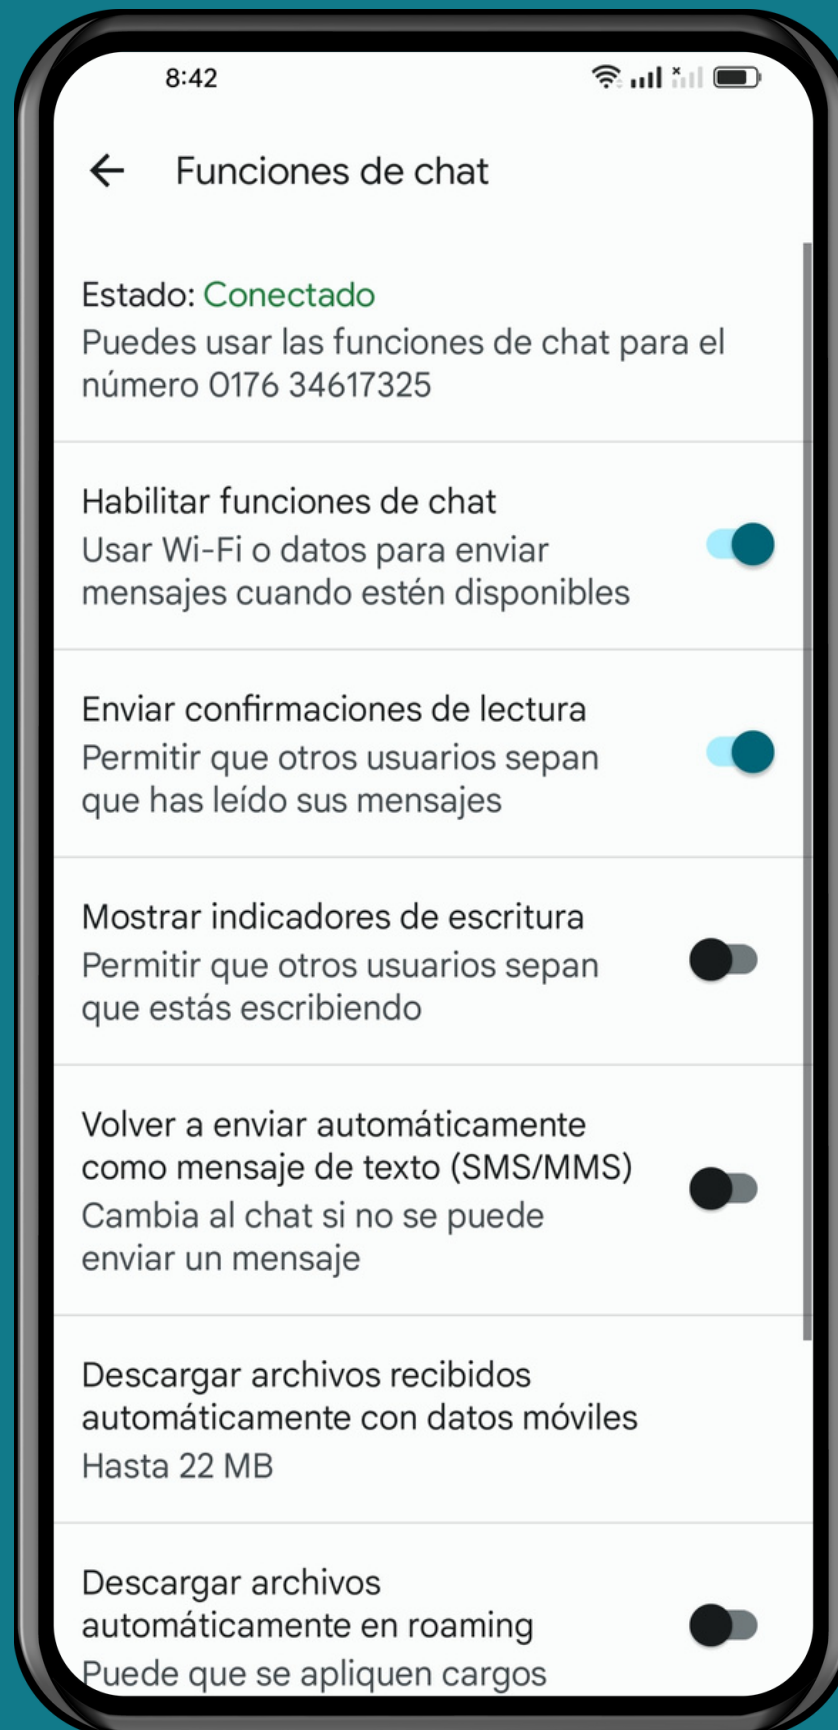 8:42
Funciones de chat
Estado: Conectado
Puedes usar las funciones de chat para el
número 0176 34617325
Habilitar funciones de chat
Usar Wi-Fi o datos para enviar
mensajes cuando estén disponibles
Enviar confirmaciones de lectura
Permitir que otros usuarios sepan
que has leído sus mensajes
Mostrar indicadores de escritura
Permitir que otros usuarios sepan
que estás escribiendo
Volver a enviar automáticamente
como mensaje de texto (SMS/MMS)
Cambia al chat si no se puede
enviar un mensaje
Descargar archivos recibidos
automáticamente con datos móviles
Hasta 22 MB
Descargar archivos
automáticamente en roaming
Puede que se apliquen cargos